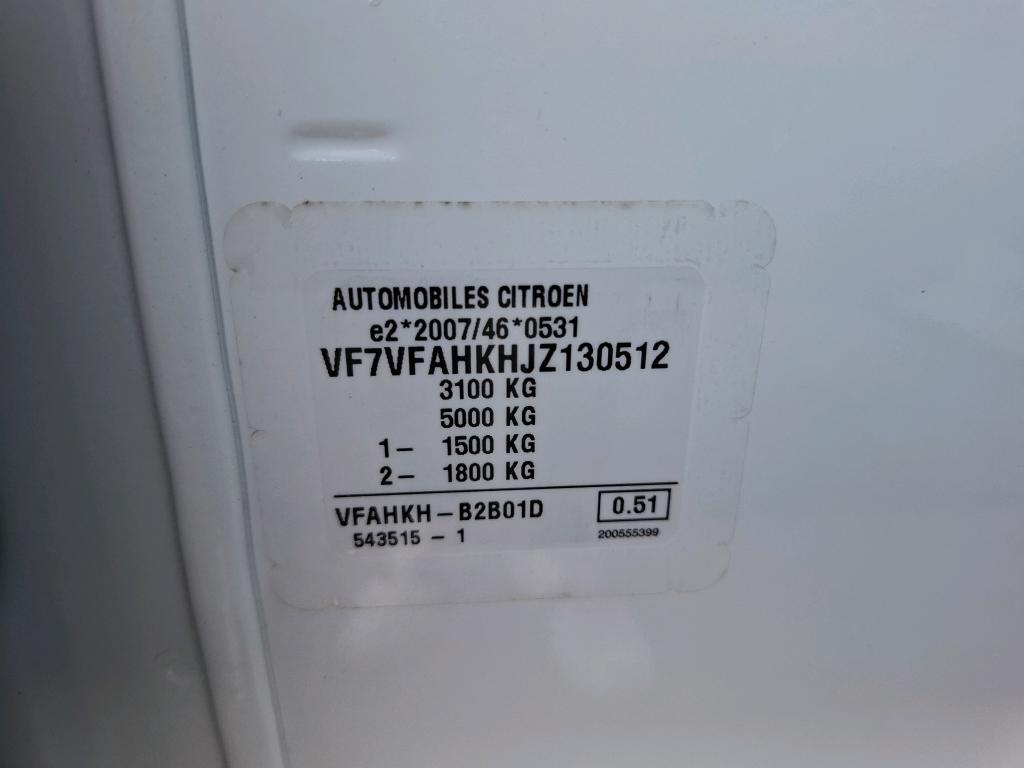 AUTOMOBILES CITROEN
e2*2007/46*0531
VF7VFAHKHJZ130512
3100 KG
5000 KG
1- 1500 KG
2- 1800 KG
VFAHKH-B2B01D 0.51
543515-1 200555399